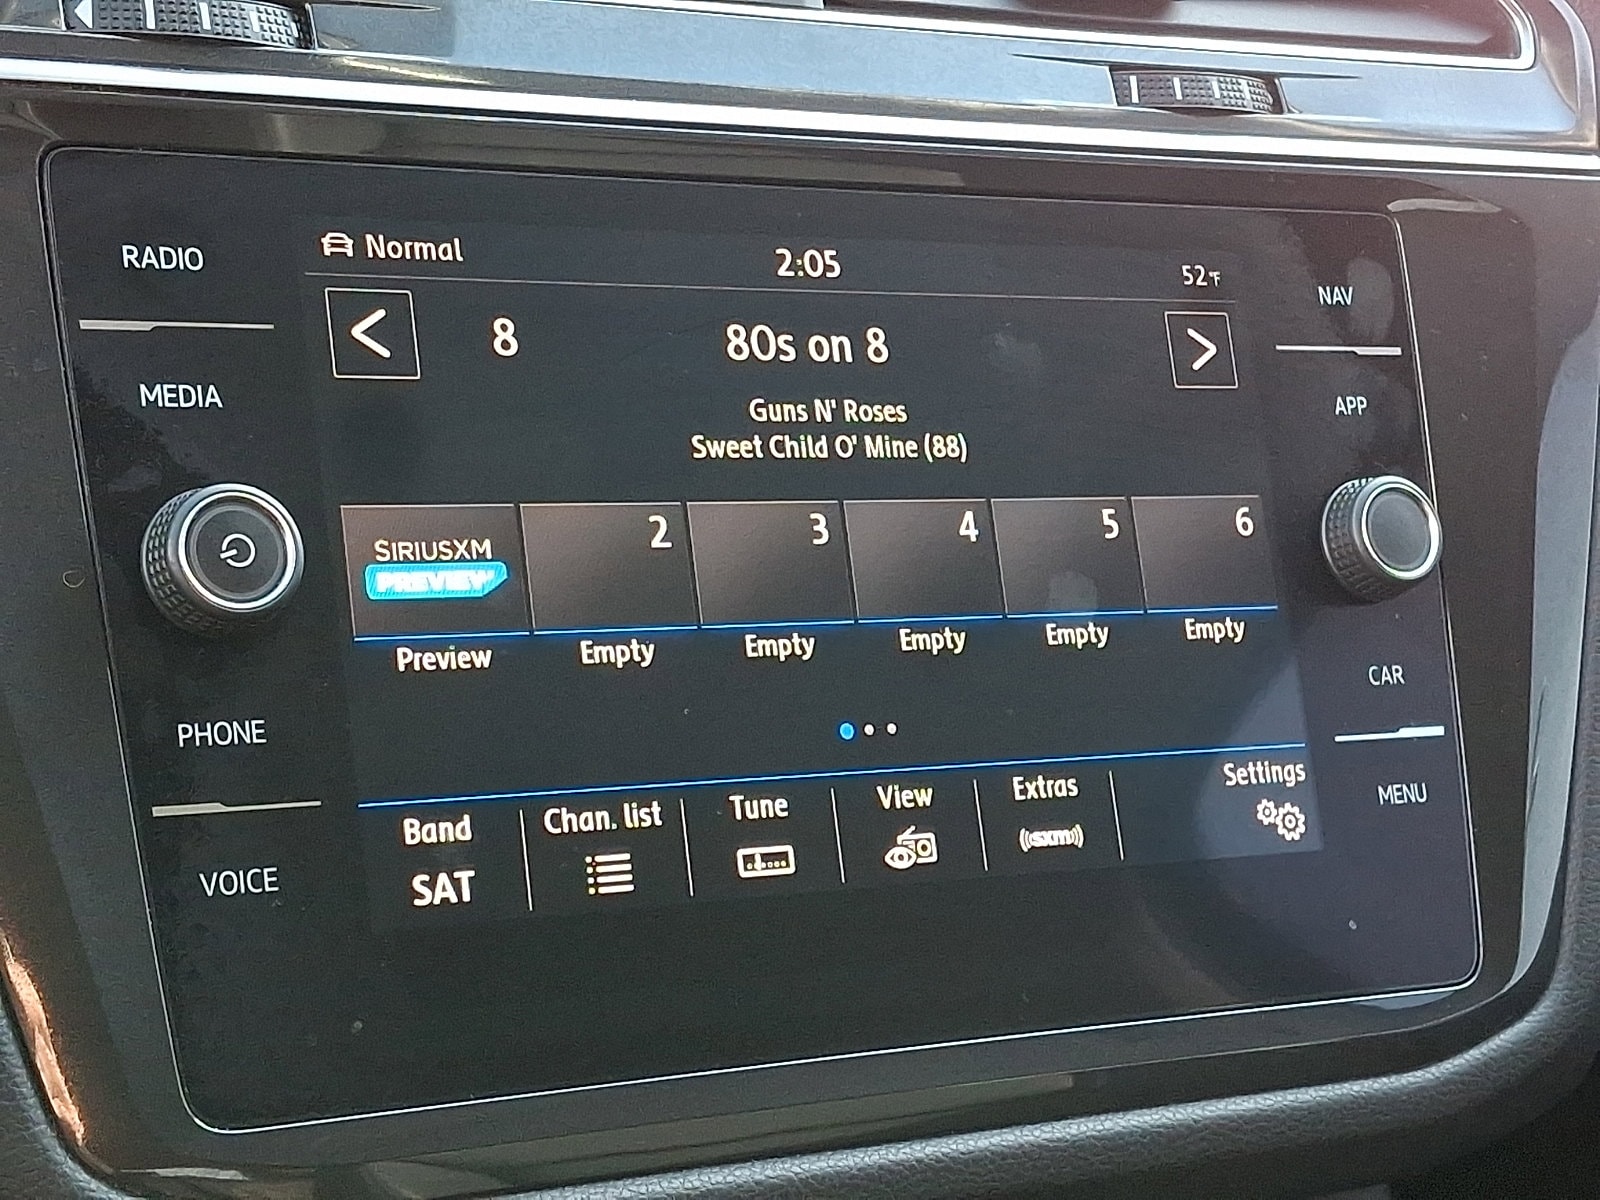 RADIO
MEDIA
PHONE
VOICE
Normal
2:05
52°F
8
80s on 8
Guns N' Roses
Sweet Child O' Mine (88)
SIRIUSXM
PREVIEW
2
3
4
5
6
Preview
Empty
Empty
Empty
Empty
Empty
Band
SAT
Chan. list
Tune
View
Extras
((sxm))
Settings
NAV
APP
CAR
MENU